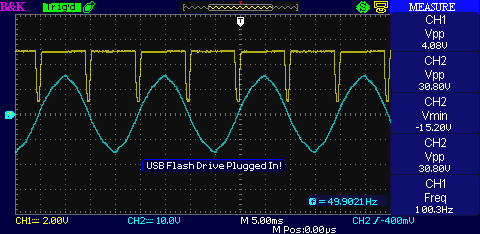 B&K Trig'd MEASURE
T
CH1
Vpp
4.08V
CH2
Vpp
30.80V
CH2
Vmin
-15.20V
CH2
Vpp
30.80V
CH1
Freq
100.3Hz
USB Flash Drive Plugged In!
= 49.9021Hz
CH1 2.00V CH2 10.0V M 5.00ms CH2 -400mV
M Pos:0.00µs